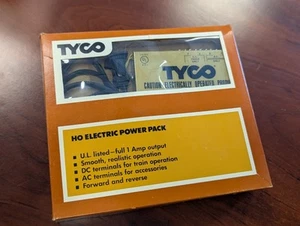 TYCO
TYCO
CAUTION-ELECTRICALLY OPERATED PRODUCT
HO ELECTRIC POWER PACK
▪ U.L. listed—full 1 Amp output
▪ Smooth, realistic operation
▪ DC terminals for train operation
▪ AC terminals for accessories
▪ Forward and reverse